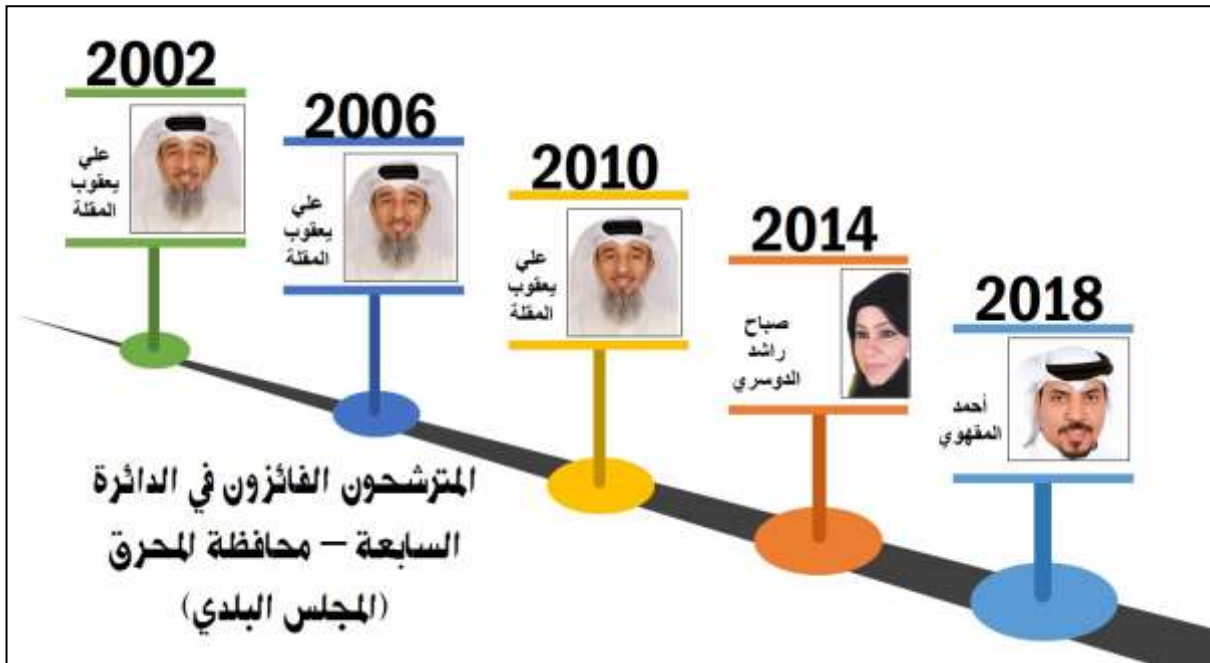 2002
علي
يعقوب
المقلة
2006
علي
يعقوب
المقلة
2010
علي
يعقوب
المقلة
2014
صباح
راشد
الدوسري
2018
أحمد
المقهوي
المترشحون الفائزون في الدائرة
السابعة – محافظة المحرق
(المجلس البلدي)